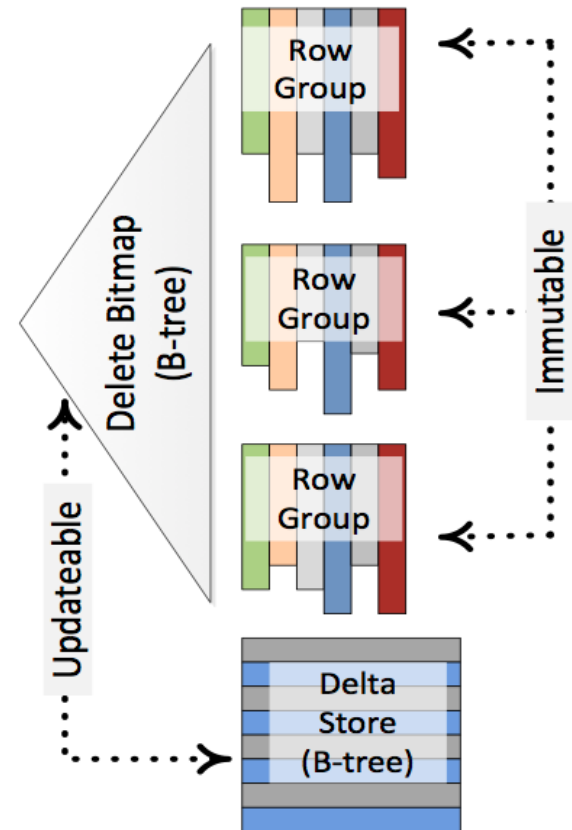 Row
Group
Row
Group
Row
Group
Delete Bitmap
(B-tree)
Immutable
Updateable
Delta
Store
(B-tree)